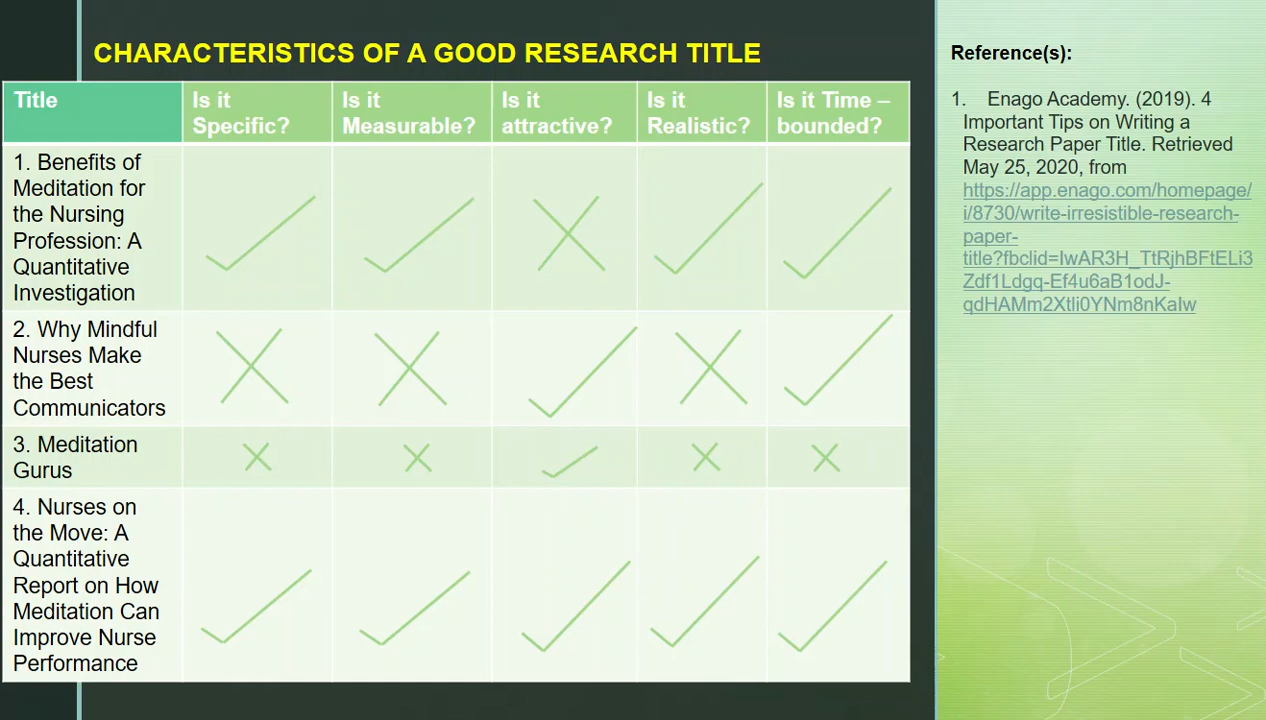 CHARACTERISTICS OF A GOOD RESEARCH TITLE
Title
Is it
Specific?
Is it
Measurable?
Is it
attractive?
Is it
Realistic?
Is it Time –
bounded?
1. Benefits of
Meditation for
the Nursing
Profession: A
Quantitative
Investigation
2. Why Mindful
Nurses Make
the Best
Communicators
3. Meditation
Gurus
4. Nurses on
the Move: A
Quantitative
Report on How
Meditation Can
Improve Nurse
Performance
Reference(s):
1. Enago Academy. (2019). 4
Important Tips on Writing a
Research Paper Title. Retrieved
May 25, 2020, from
https://app.enago.com/homepage/
i/8730/write-irresistible-research-
paper-
title?fbclid=IwAR3H_TtRjhBFtELi3
Zdf1Ldgq-Ef4u6aB1odJ-
qdHAMm2Xtli0YNm8nKaIw